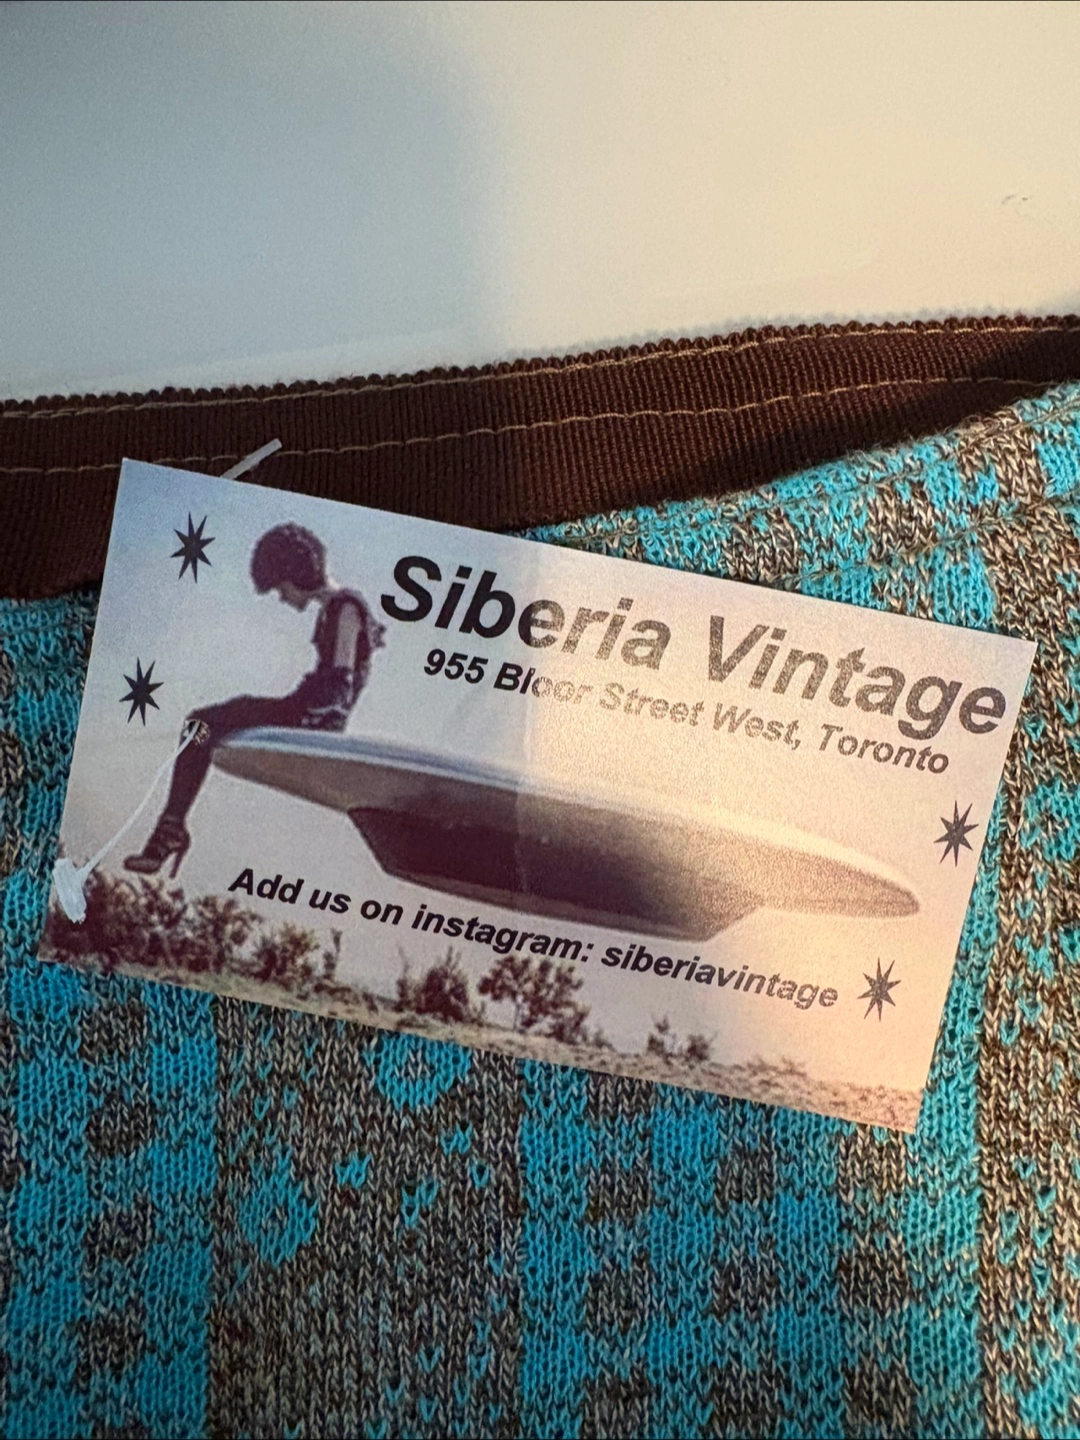 Siberia Vintage
955 Bloor Street West, Toronto
Add us on instagram: siberiavintage